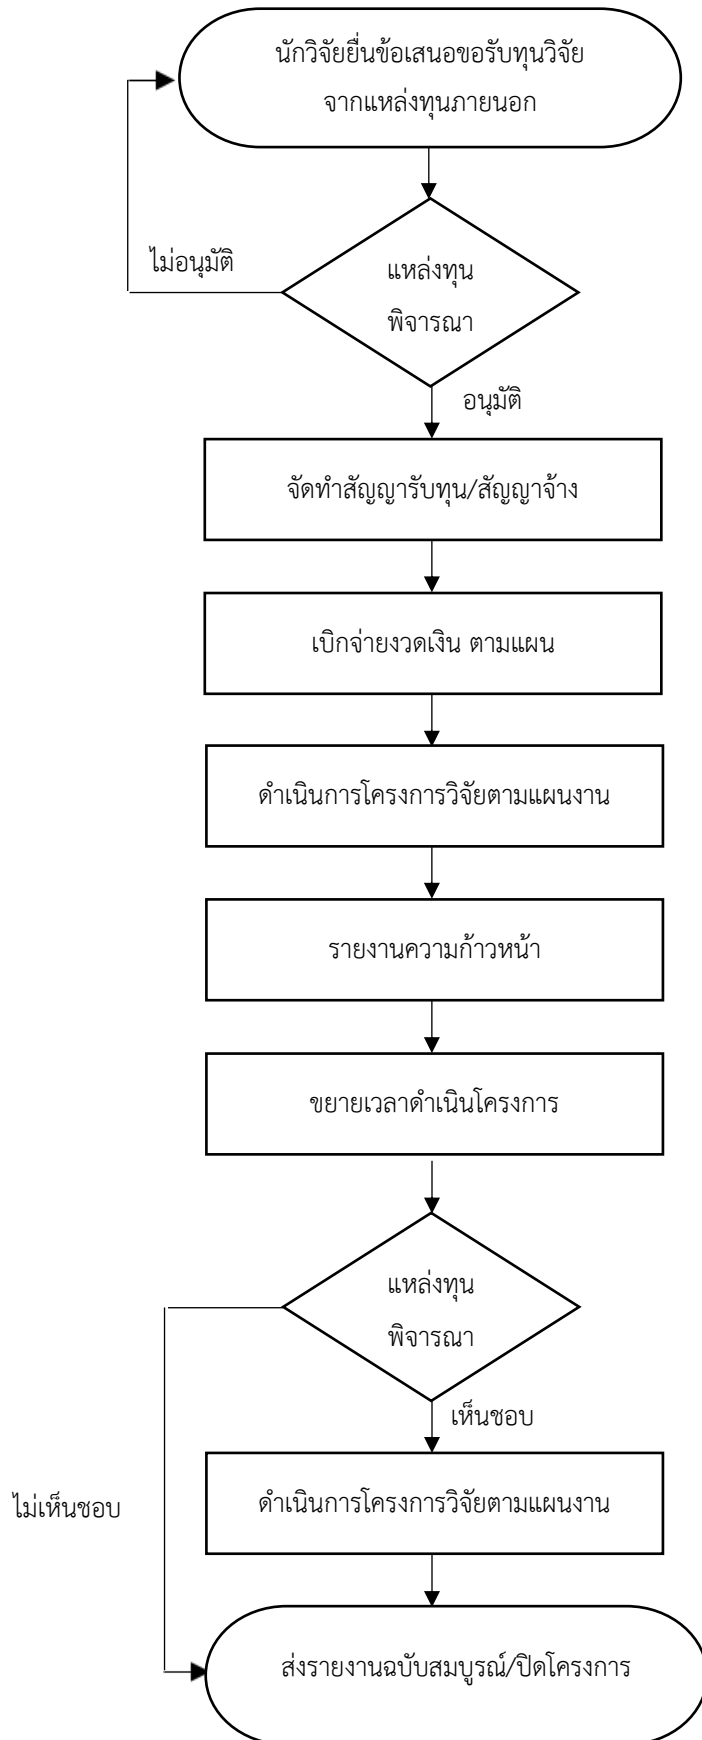 นักวิจัยยื่นข้อเสนอขอรับทุนวิจัย
จากแหล่งทุนภายนอก
ไม่อนุมัติ
แหล่งทุน
พิจารณา
อนุมัติ
จัดทำสัญญารับทุน/สัญญาจ้าง
เบิกจ่ายงวดเงิน ตามแผน
ดำเนินการโครงการวิจัยตามแผนงาน
รายงานความก้าวหน้า
ขยายเวลาดำเนินโครงการ
แหล่งทุน
พิจารณา
เห็นชอบ
ไม่เห็นชอบ
ดำเนินการโครงการวิจัยตามแผนงาน
ส่งรายงานฉบับสมบูรณ์/ปิดโครงการ